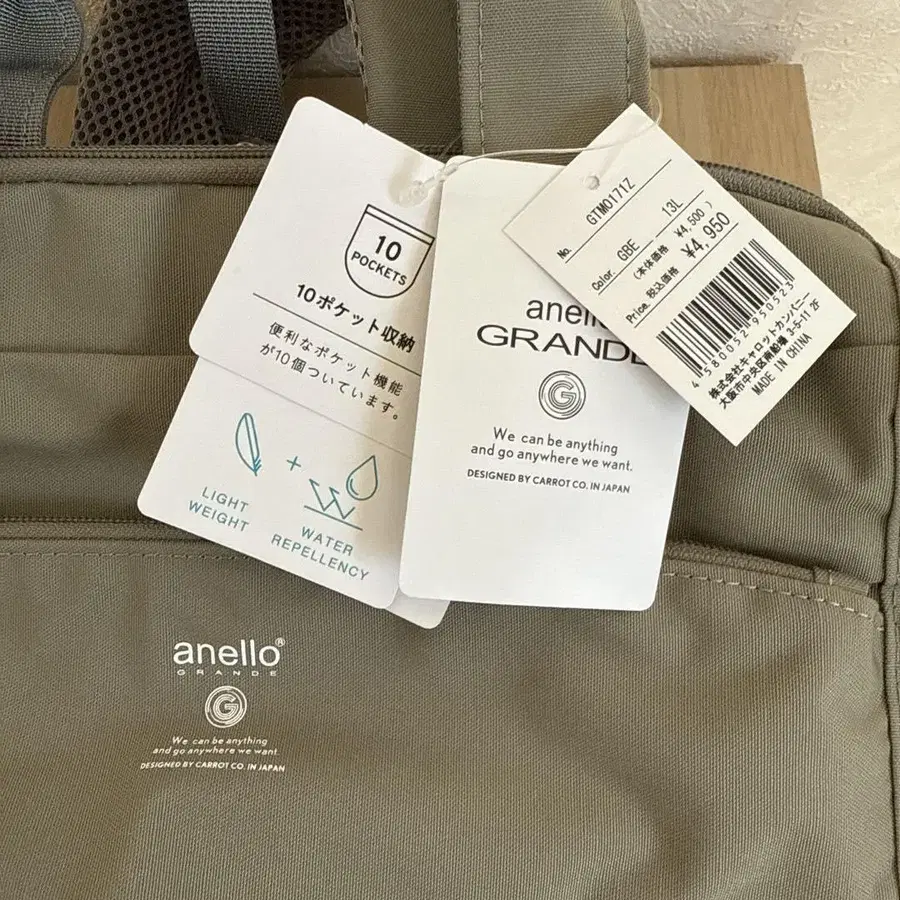 10
POCKETS
10ポケット収納
便利なポケット機能
が10個ついています。
LIGHT
WEIGHT
+
WATER
REPELLENCY
anello
GRANDE
G
We can be anything
and go anywhere we want.
DESIGNED BY CARROT CO. IN JAPAN
No. GTM0171Z
Color. GBE 13L
(本体価格 ¥4,500 )
Price. 税込価格 ¥4,950
4580052950523
株式会社キャロットカンパニー
大阪市中央区南船場 3-5-11 2F
MADE IN CHINA
anello®
GRANDE
G
We can be anything
and go anywhere we want.
DESIGNED BY CARROT CO. IN JAPAN